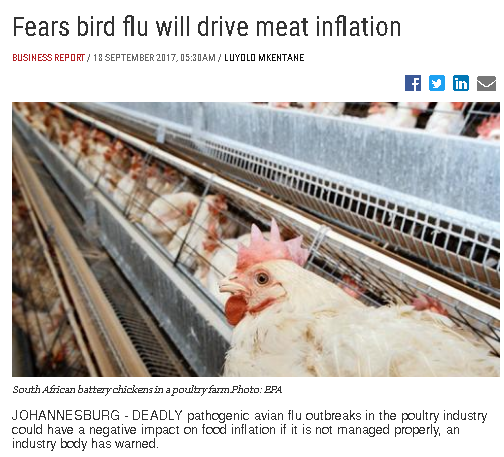 Fears bird flu will drive meat inflation
BUSINESS REPORT / 18 SEPTEMBER 2017, 05:30AM / LUYOLO MKENTANE
South African battery chickens in a poultry farm.Photo: EPA
JOHANNESBURG - DEADLY pathogenic avian flu outbreaks in the poultry industry
could have a negative impact on food inflation if it is not managed properly, an
industry body has warned.